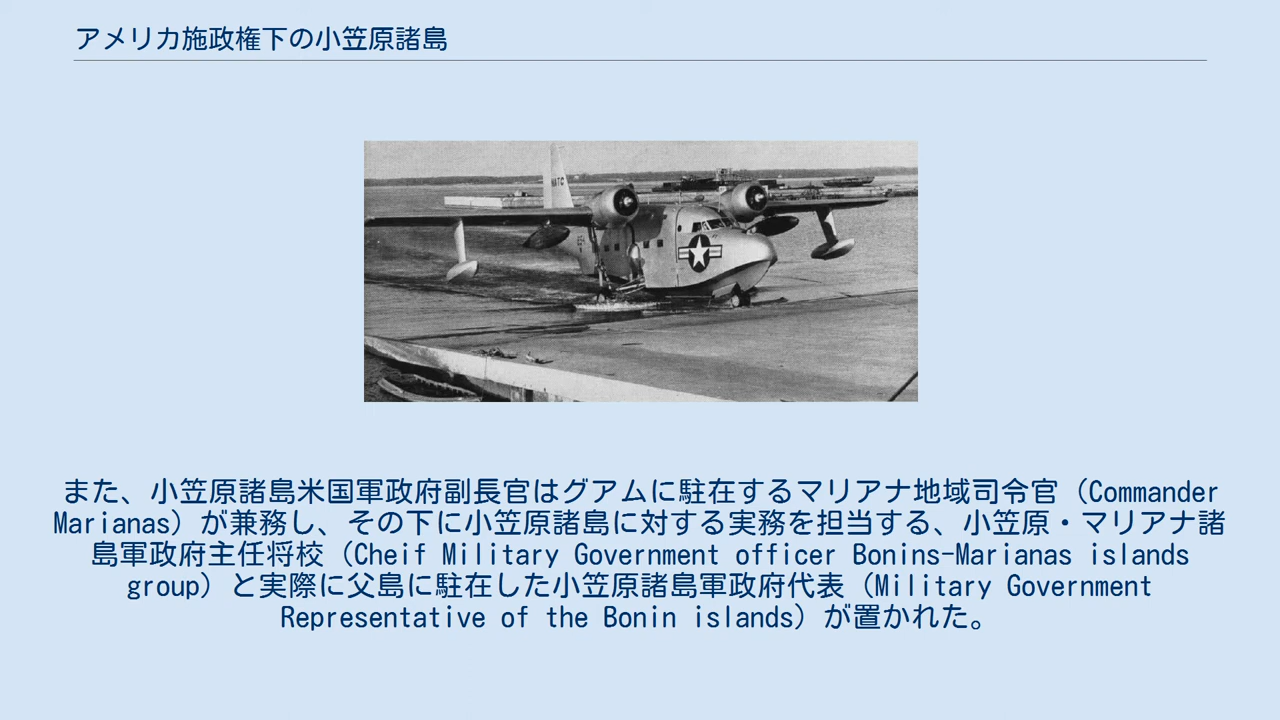 アメリカ施政権下の小笠原諸島
NATC
また、小笠原諸島米国軍政府副長官はグアムに駐在するマリアナ地域司令官（Commander
Marianas）が兼務し、その下に小笠原諸島に対する実務を担当する、小笠原・マリアナ諸
島軍政府主任将校（Cheif Military Government officer Bonins-Marianas islands
group）と実際に父島に駐在した小笠原諸島軍政府代表（Military Government
Representative of the Bonin islands）が置かれた。